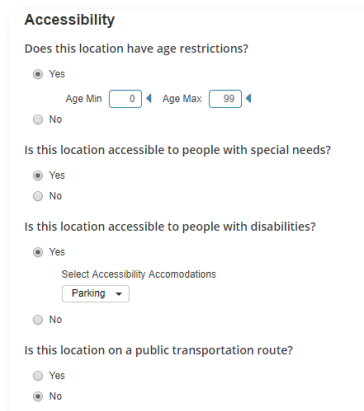 Accessibility
Does this location have age restrictions?
Yes
Age Min 0 Age Max 99
No
Is this location accessible to people with special needs?
Yes
No
Is this location accessible to people with disabilities?
Yes
Select Accessibility Accomodations
Parking
No
Is this location on a public transportation route?
Yes
No